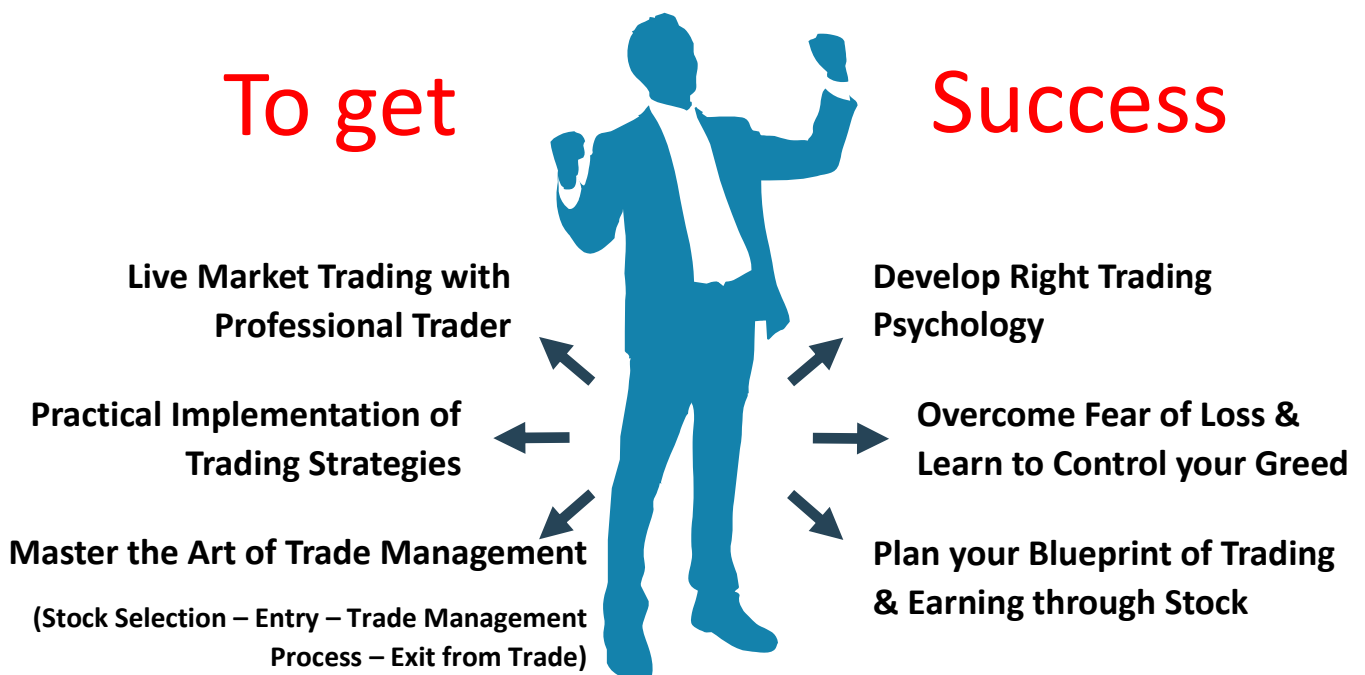 To get
Success
Live Market Trading with
Professional Trader
Practical Implementation of
Trading Strategies
Master the Art of Trade Management
(Stock Selection – Entry – Trade Management
Process – Exit from Trade)
Develop Right Trading
Psychology
Overcome Fear of Loss &
Learn to Control your Greed
Plan your Blueprint of Trading
& Earning through Stock